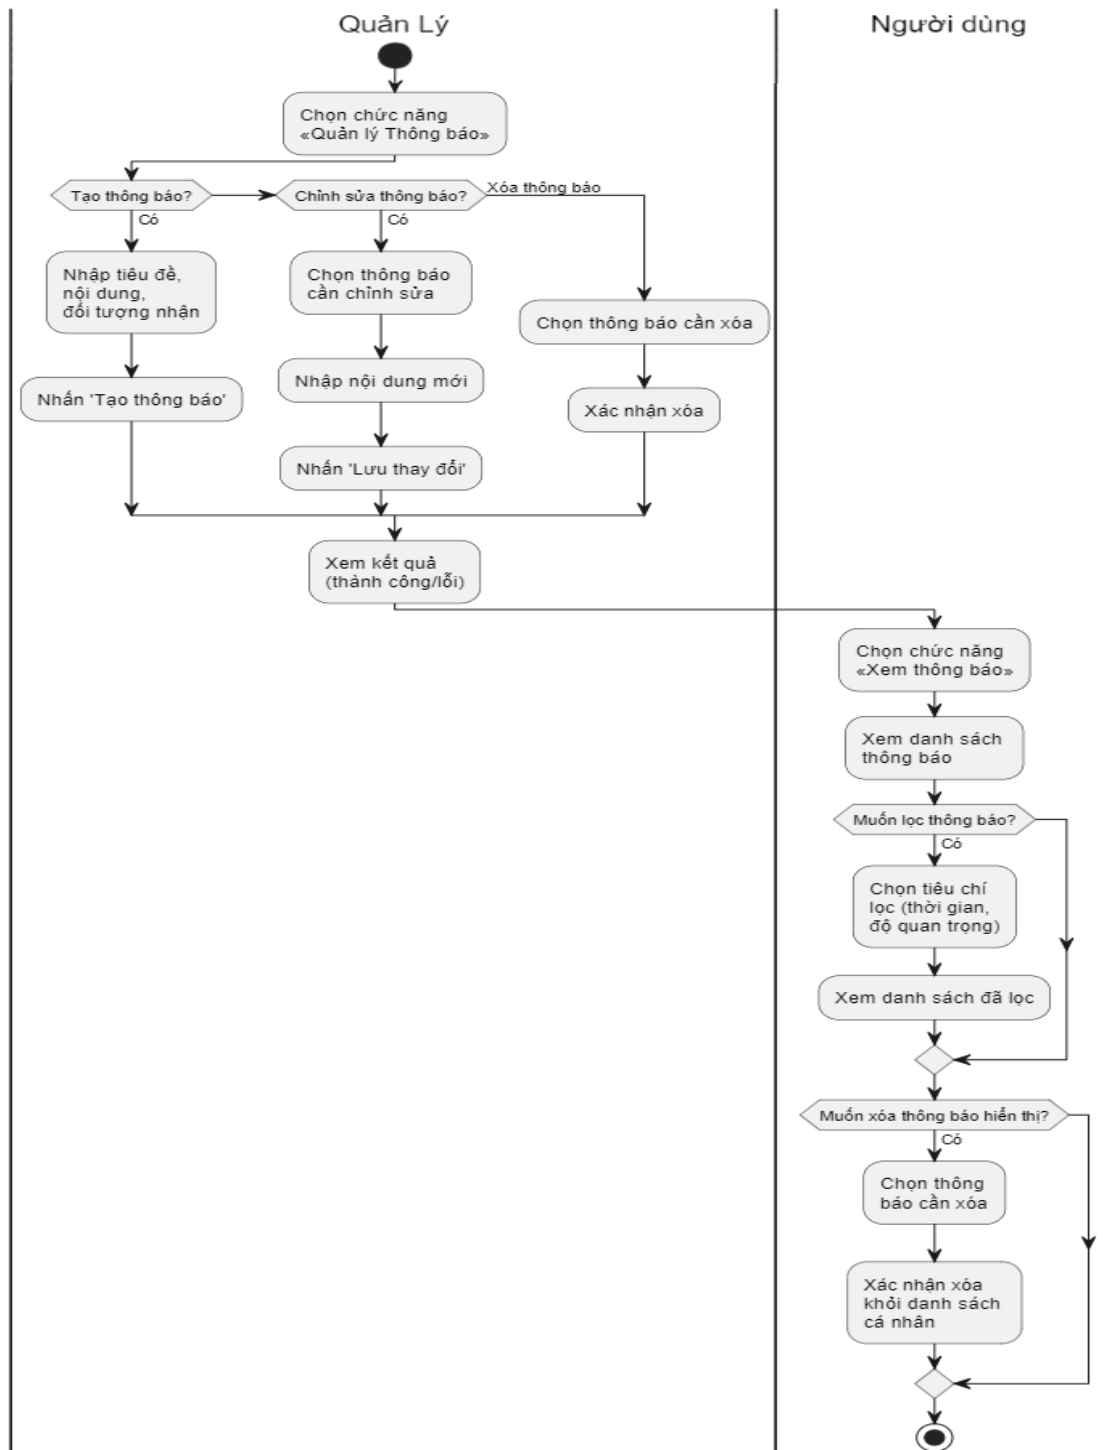 Quản Lý
Người dùng
Chọn chức năng
«Quản lý Thông báo»
Tạo thông báo?
Chỉnh sửa thông báo?
Xóa thông báo
Có
Có
Nhập tiêu đề,
nội dung,
đối tượng nhận
Chọn thông báo
cần chỉnh sửa
Chọn thông báo cần xóa
Nhấn 'Tạo thông báo'
Nhập nội dung mới
Xác nhận xóa
Nhấn 'Lưu thay đổi'
Xem kết quả
(thành công/lỗi)
Chọn chức năng
«Xem thông báo»
Xem danh sách
thông báo
Muốn lọc thông báo?
Có
Chọn tiêu chí
lọc (thời gian,
độ quan trọng)
Xem danh sách đã lọc
Muốn xóa thông báo hiển thị?
Có
Chọn thông
báo cần xóa
Xác nhận xóa
khỏi danh sách
cá nhân